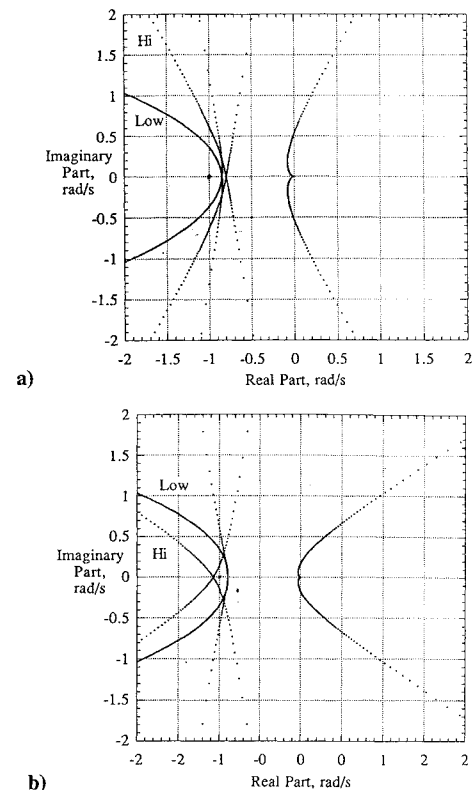 2
Hi
1.5
1
Low
0.5
Imaginary
Part,
rad/s
0
-0.5
-1
-1.5
-2
-2 -1.5 -1 -0.5 0 0.5 1 1.5 2
a)
Real Part, rad/s
2
1.5
Low
1
0.5
Imaginary
Part,
rad/s
Hi
0
-0.5
-1
-1.5
-2
-2 -2 -1 -0 0 0 1 2 2
b)
Real Part, rad/s